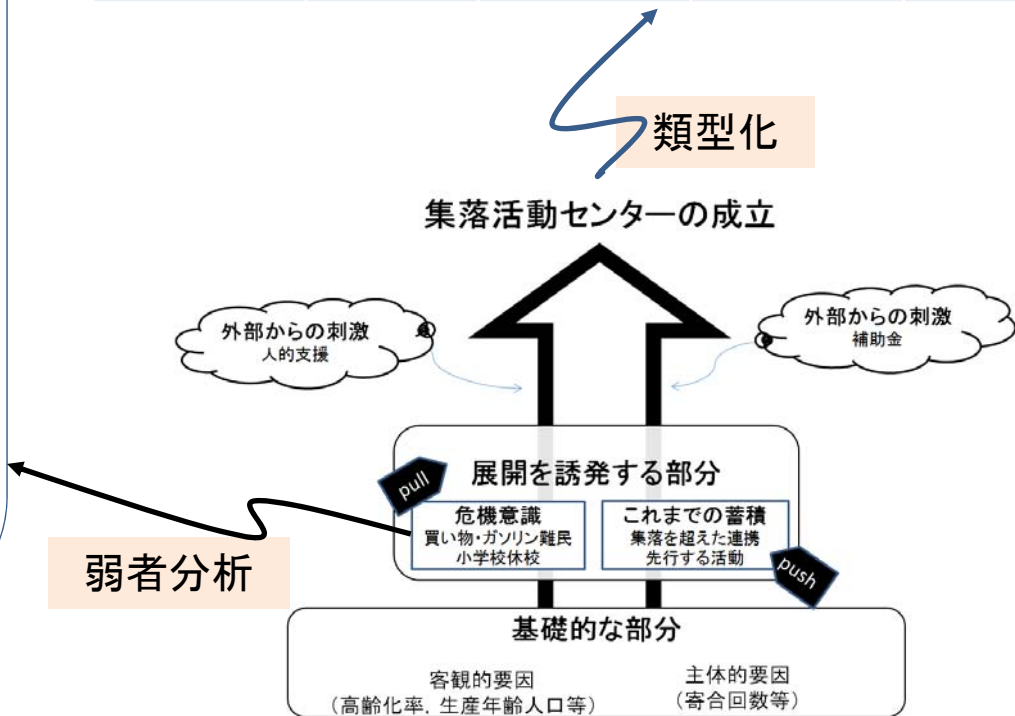 類型化
集落活動センターの成立
外部からの刺激
人的支援
外部からの刺激
補助金
展開を誘発する部分
pull
危機意識
買い物・ガソリン難民
小学校休校
これまでの蓄積
集落を超えた連携
先行する活動
push
弱者分析
基礎的な部分
客観的要因
(高齢化率, 生産年齢人口等)
主体的要因
(寄合回数等)